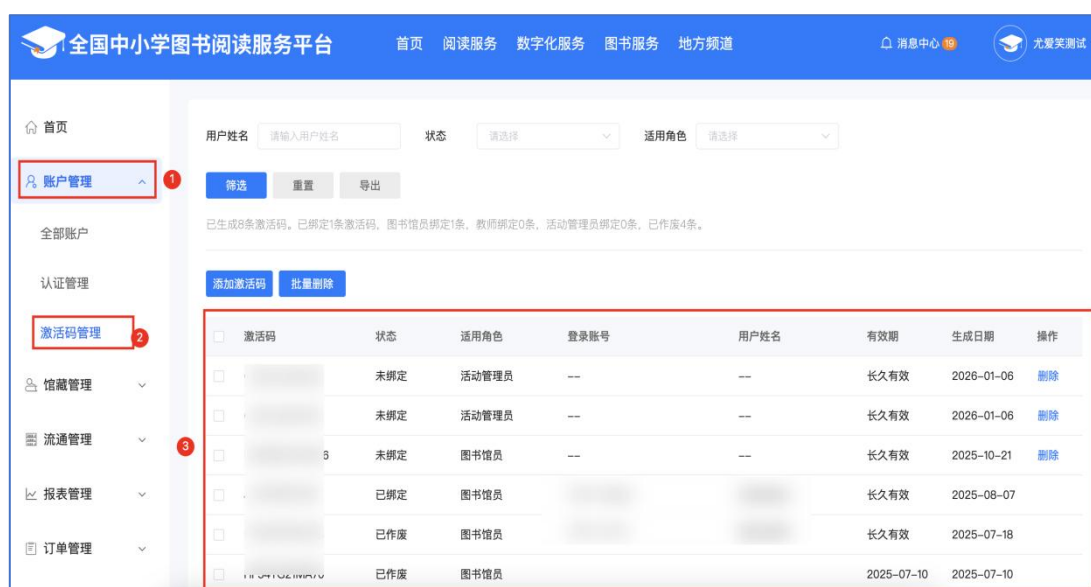 全国中小学图书阅读服务平台 首页 阅读服务 数字化服务 图书服务 地方频道 消息中心 19 尤爱笑测试
首页
用户姓名 请输入用户姓名 状态 请选择 适用角色 请选择
账户管理 1
筛选 重置 导出
全部账户
已生成8条激活码。已绑定1条激活码，图书馆员绑定1条，教师绑定0条，活动管理员绑定0条，已作废4条。
认证管理
添加激活码 批量删除
激活码管理 2
激活码 状态 适用角色 登录账号 用户姓名 有效期 生成日期 操作
未绑定 活动管理员 -- -- 长久有效 2026-01-06 删除
馆藏管理
未绑定 活动管理员 -- -- 长久有效 2026-01-06 删除
流通管理 3
6 未绑定 图书馆员 -- -- 长久有效 2025-10-21 删除
报表管理
已绑定 图书馆员 长久有效 2025-08-07
已作废 图书馆员 长久有效 2025-07-18
订单管理
已作废 图书馆员 2025-07-10 2025-07-10